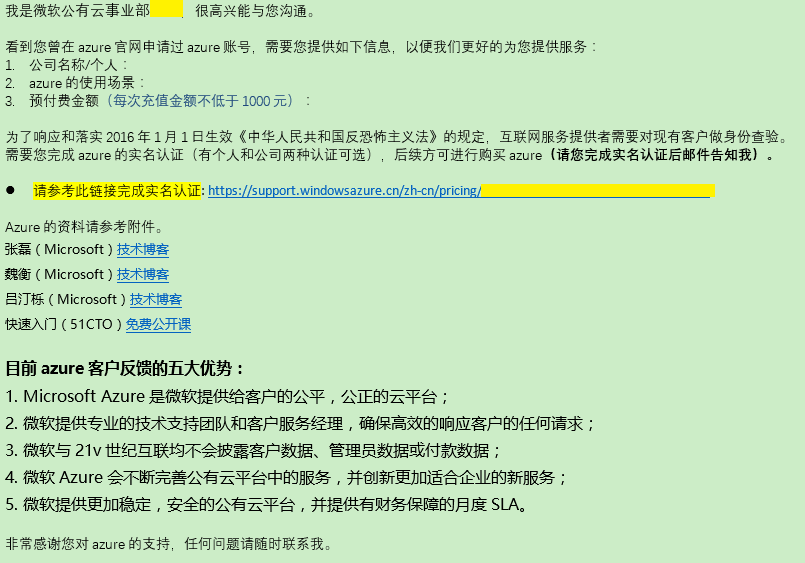 我是微软公有云事业部      ，很高兴能与您沟通。
看到您曾在 azure 官网申请过 azure 账号，需要您提供如下信息，以便我们更好的为您提供服务：
1. 公司名称/个人：
2. azure 的使用场景：
3. 预付费金额（每次充值金额不低于 1000 元）：
为了响应和落实 2016 年 1 月 1 日生效《中华人民共和国反恐怖主义法》的规定，互联网服务提供者需要对现有客户做身份查验。
需要您完成 azure 的实名认证（有个人和公司两种认证可选），后续方可进行购买 azure（请您完成实名认证后邮件告知我）。
● 请参考此链接完成实名认证: https://support.windowsazure.cn/zh-cn/pricing/
Azure 的资料请参考附件。
张磊（Microsoft）技术博客
魏衡（Microsoft）技术博客
吕汀栎（Microsoft）技术博客
快速入门（51CTO）免费公开课
目前 azure 客户反馈的五大优势：
1. Microsoft Azure 是微软提供给客户的公平，公正的云平台；
2. 微软提供专业的技术支持团队和客户服务经理，确保高效的响应客户的任何请求；
3. 微软与 21v 世纪互联均不会披露客户数据、管理员数据或付款数据；
4. 微软 Azure 会不断完善公有云平台中的服务，并创新更加适合企业的新服务；
5. 微软提供更加稳定，安全的公有云平台，并提供有财务保障的月度 SLA。
非常感谢您对 azure 的支持，任何问题请随时联系我。